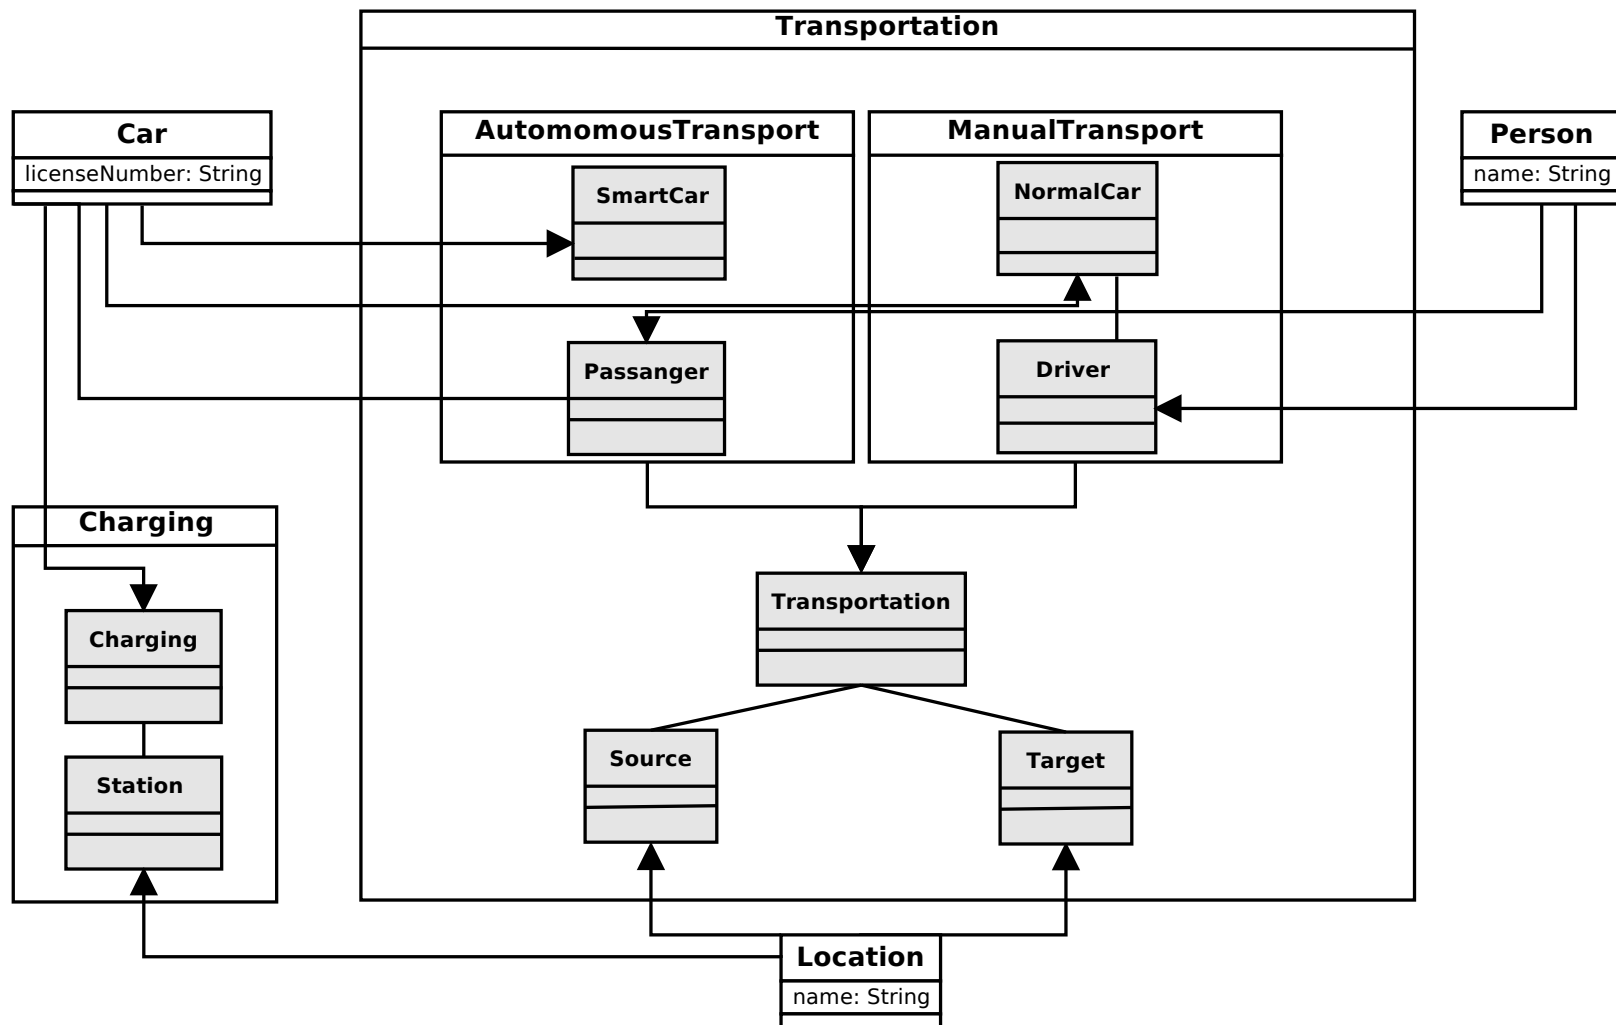 Transportation
Car
licenseNumber: String
AutomomousTransport
ManualTransport
Person
name: String
SmartCar
NormalCar
Passanger
Driver
Charging
Charging
Station
Transportation
Source
Target
Location
name: String